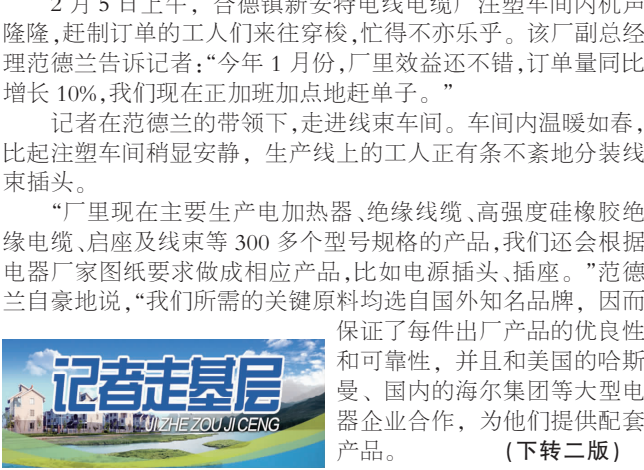 2月5日上午，合德镇新安特电线电缆厂注塑车间内机声
隆隆，赶制订单的工人们来往穿梭，忙得不亦乐乎。该厂副总经
理范德兰告诉记者：“今年1月份，厂里效益还不错，订单量同比
增长10%，我们现在正加班加点地赶单子。”
记者在范德兰的带领下，走进线束车间。车间内温暖如春，
比起注塑车间稍显安静，生产线上的工人正有条不紊地分装线
束插头。
“厂里现在主要生产电加热器、绝缘线缆、高强度硅橡胶绝
缘电缆、启座及线束等300多个型号规格的产品，我们还会根据
电器厂家图纸要求做成相应产品，比如电源插头、插座。”范德
兰自豪地说，“我们所需的关键原料均选自国外知名品牌，因而
保证了每件出厂产品的优良性
和可靠性，并且和美国的哈斯
曼、国内的海尔集团等大型电
器企业合作，为他们提供配套
产品。 (下转二版)
记者走基层
JIZHE ZOU JI CENG